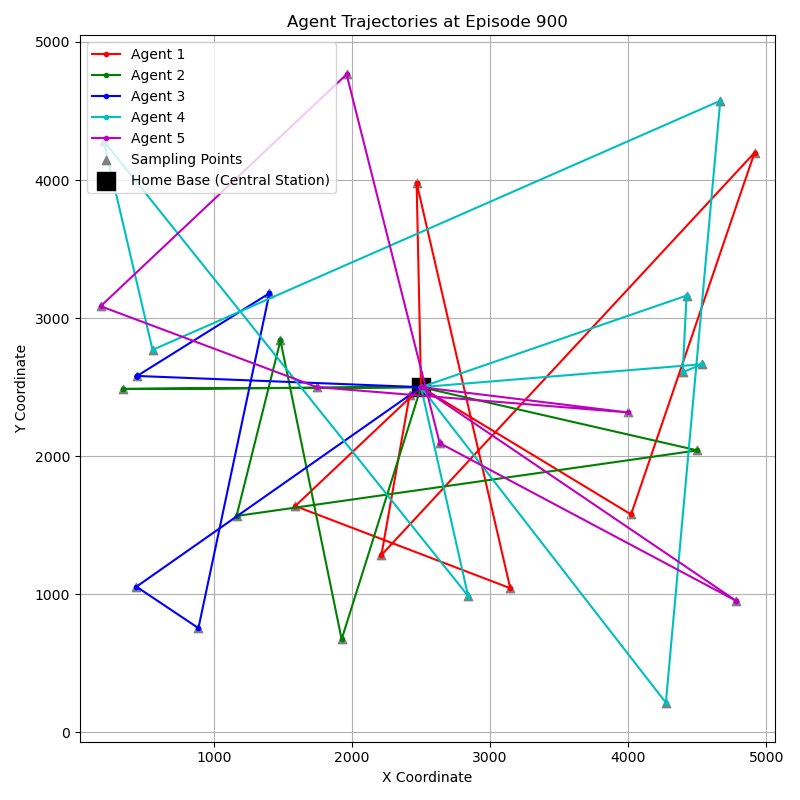 Agent Trajectories at Episode 900
5000
4000
3000
2000
1000
0
Y Coordinate
Agent 1
Agent 2
Agent 3
Agent 4
Agent 5
Sampling Points
Home Base (Central Station)
1000 2000 3000 4000 5000
X Coordinate